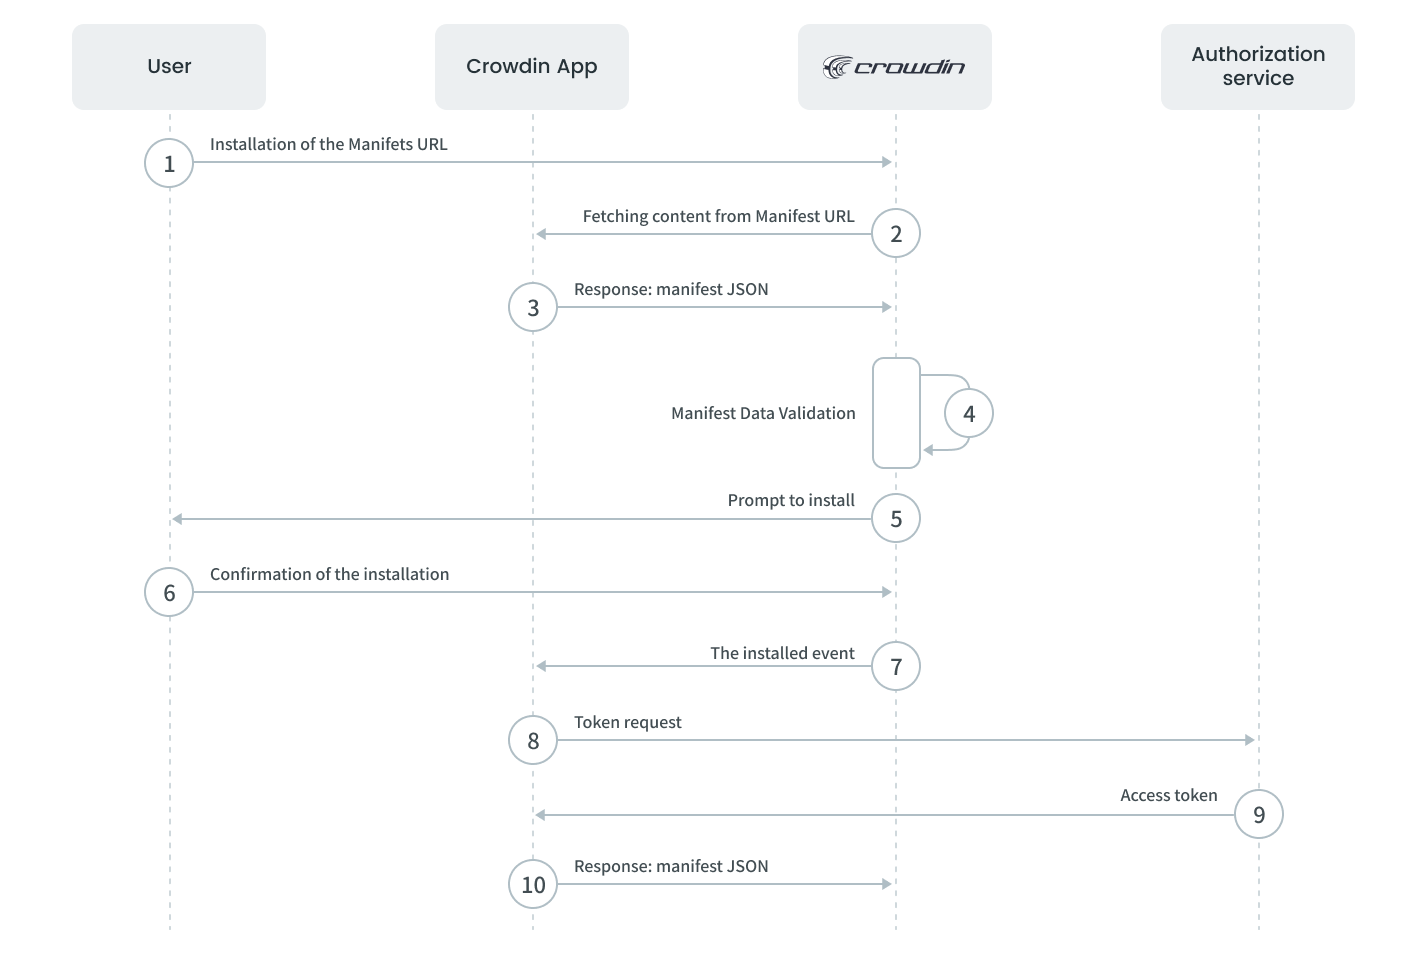 User
Crowdin App
crowdin
Authorization
service
Installation of the Manifets URL
1
Fetching content from Manifest URL
2
Response: manifest JSON
3
Manifest Data Validation
4
Prompt to install
5
Confirmation of the installation
6
The installed event
7
Token request
8
Access token
9
Response: manifest JSON
10